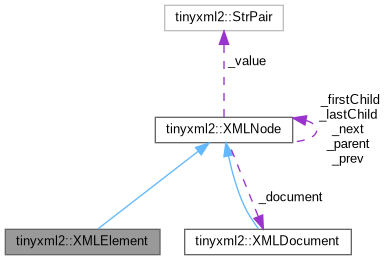 tinyxml2::StrPair
_value
_firstChild
_lastChild
_next
_parent
_prev
tinyxml2::XMLNode
_document
tinyxml2::XMLElement
tinyxml2::XMLDocument